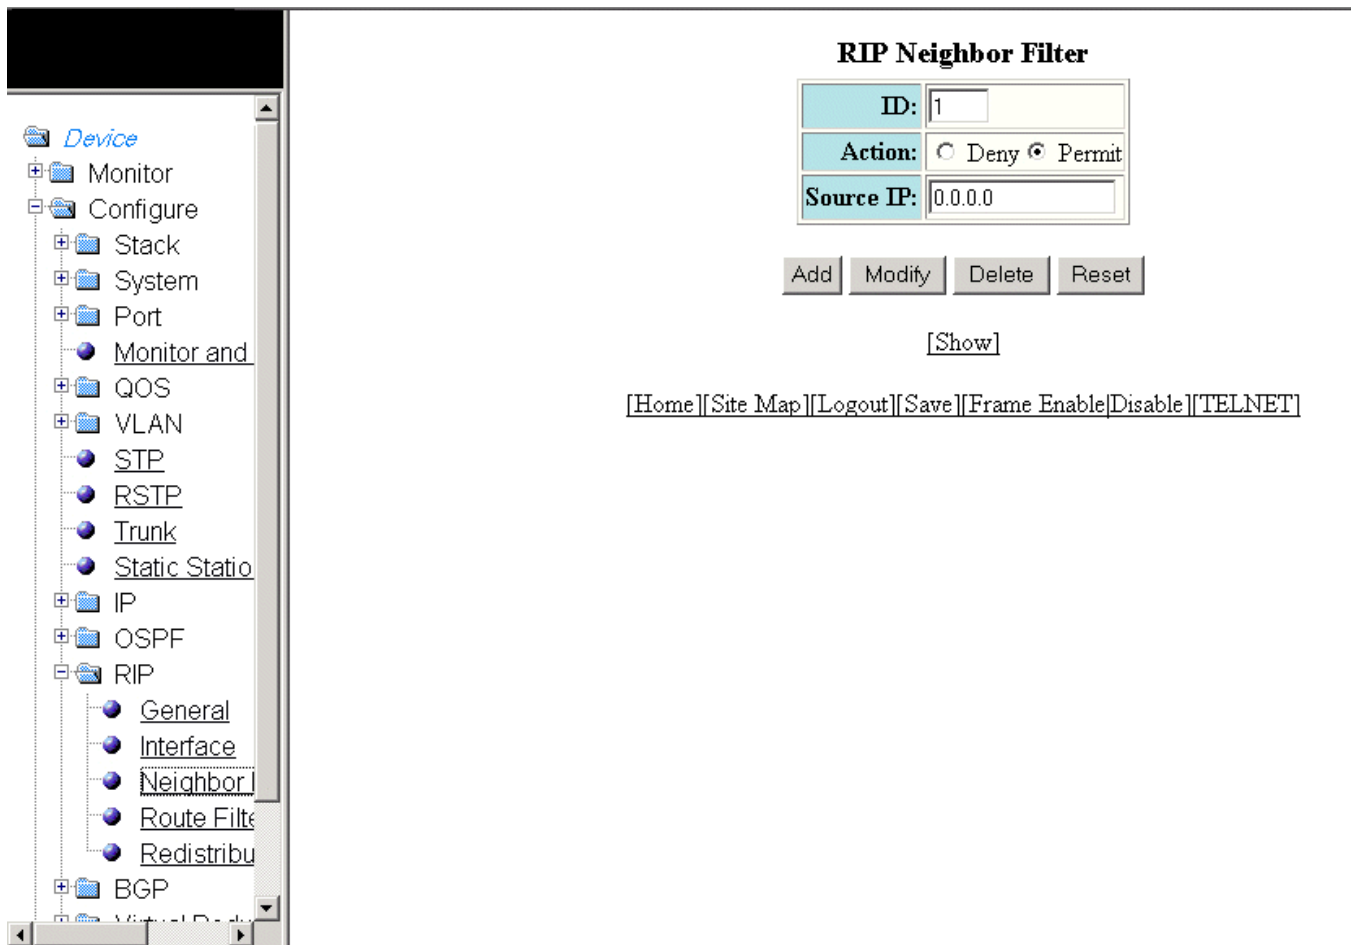 Device
Monitor
Configure
Stack
System
Port
Monitor and
QOS
VLAN
STP
RSTP
Trunk
Static Statio
IP
OSPF
RIP
General
Interface
Neighbor
Route Filte
Redistribu
BGP
Virtual
RIP Neighbor Filter
ID: 1
Action: Deny Permit
Source IP: 0.0.0.0
Add Modify Delete Reset
[Show]
[Home][Site Map][Logout][Save][Frame Enable|Disable][TELNET]